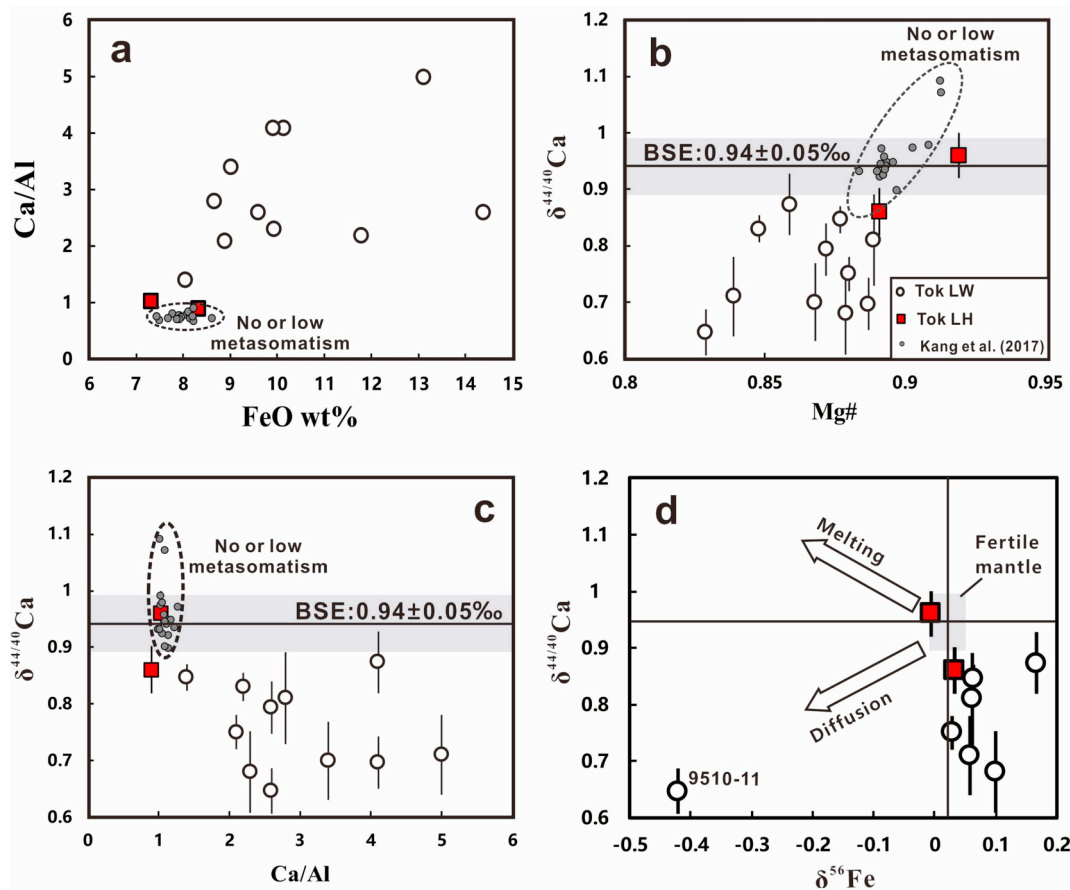 a
6
5
4
3
2
1
0
Ca/Al
No or low
metasomatism
6
7
8
9
10
11
12
13
14
15
FeO wt%
b
1.2
1.1
1
0.9
0.8
0.7
0.6
δ44/40Ca
No or low
metasomatism
BSE:0.94±0.05‰
Tok LW
Tok LH
Kang et al. (2017)
0.8
0.85
0.9
0.95
Mg#
c
1.2
1.1
1
0.9
0.8
0.7
0.6
δ44/40Ca
No or low
metasomatism
BSE:0.94±0.05‰
0
1
2
3
4
5
6
Ca/Al
d
1.2
1.1
1
0.9
0.8
0.7
0.6
δ44/40Ca
Melting
Fertile
mantle
Diffusion
9510-11
-0.5
-0.4
-0.3
-0.2
-0.1
0
0.1
0.2
δ56Fe